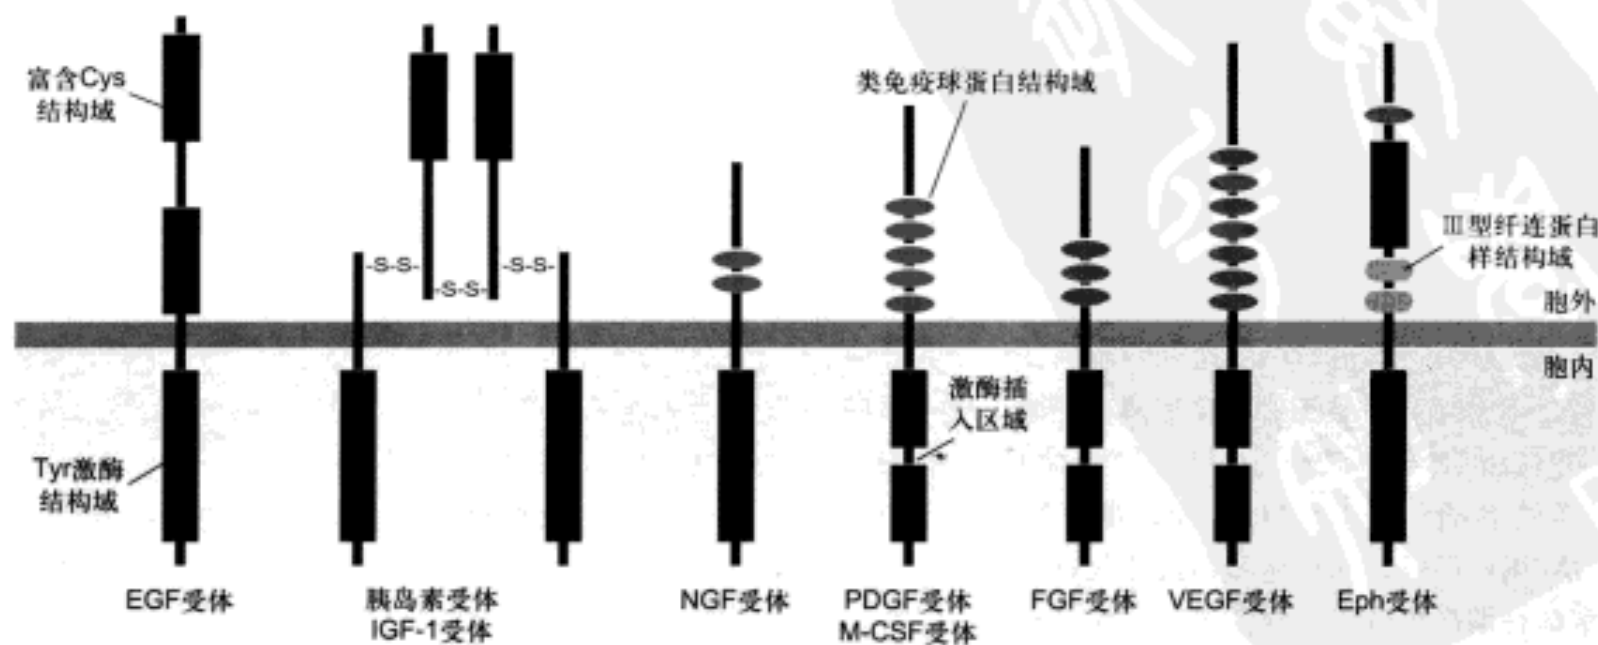 富含Cys
结构域
类免疫球蛋白结构域
Ⅲ型纤连蛋白
样结构域
-S-S-
-S-S-
-S-S-
胞外
胞内
激酶插
入区域
Tyr激酶
结构域
EGF受体
胰岛素受体
IGF-1受体
NGF受体
PDGF受体
M-CSF受体
FGF受体
VEGF受体
Eph受体